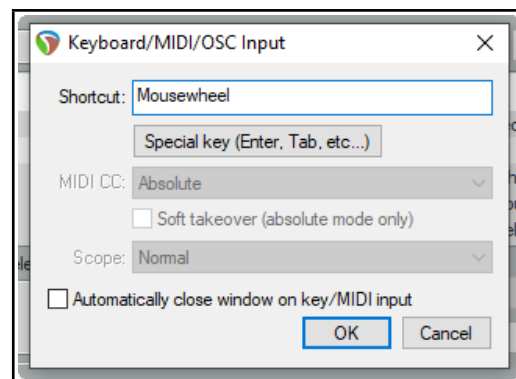 Keyboard/MIDI/OSC Input
Shortcut: Mousewheel
Special key (Enter, Tab, etc...)
MIDI CC: Absolute
Soft takeover (absolute mode only)
Scope: Normal
Automatically close window on key/MIDI input
OK Cancel